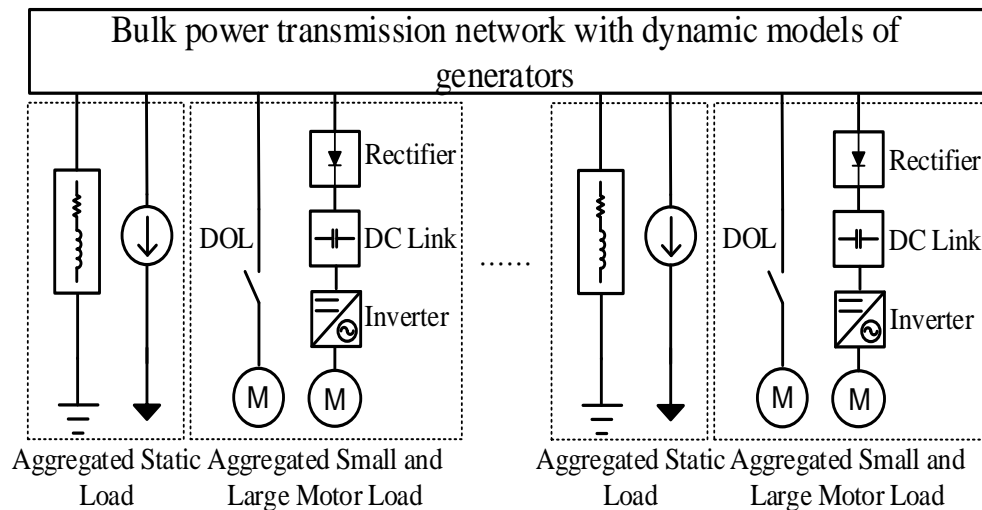 Bulk power transmission network with dynamic models of
generators
Rectifier
DOL
DC Link
Inverter
M
M
......
Rectifier
DOL
DC Link
Inverter
M
M
Aggregated Static
Load
Aggregated Small and
Large Motor Load
Aggregated Static
Load
Aggregated Small and
Large Motor Load